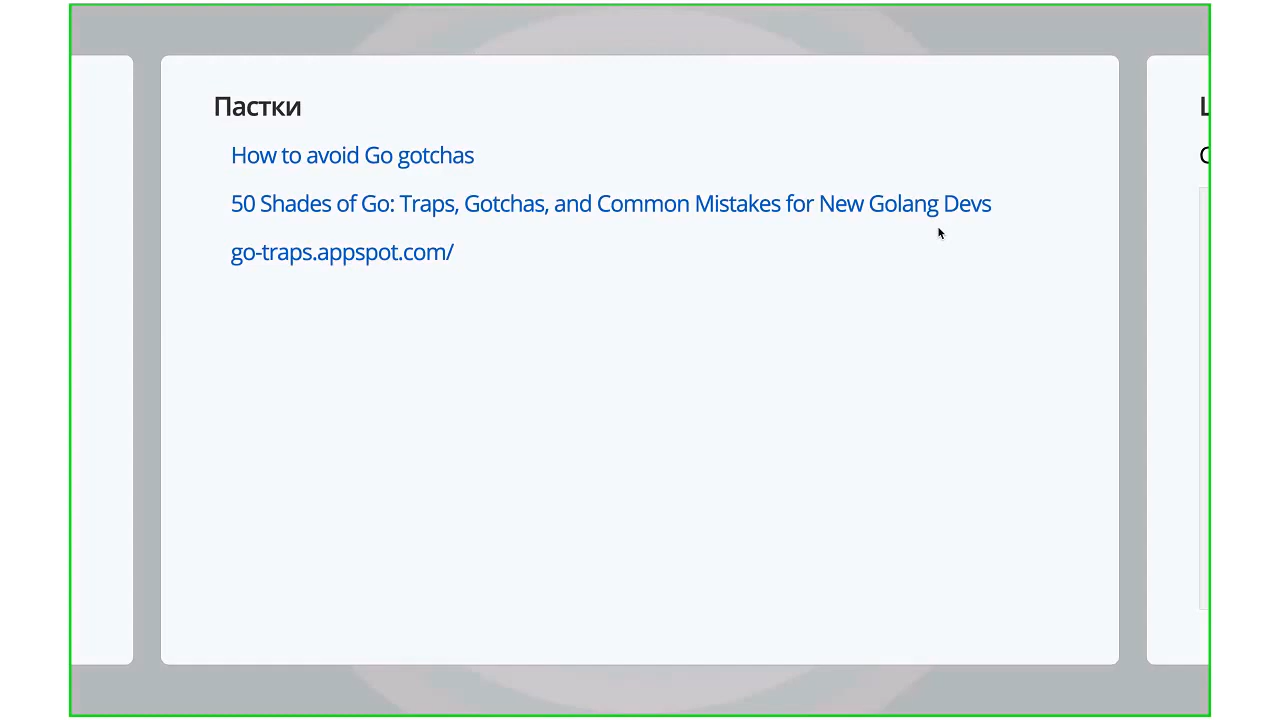 Пастки
How to avoid Go gotchas
50 Shades of Go: Traps, Gotchas, and Common Mistakes for New Golang Devs
go-traps.appspot.com/